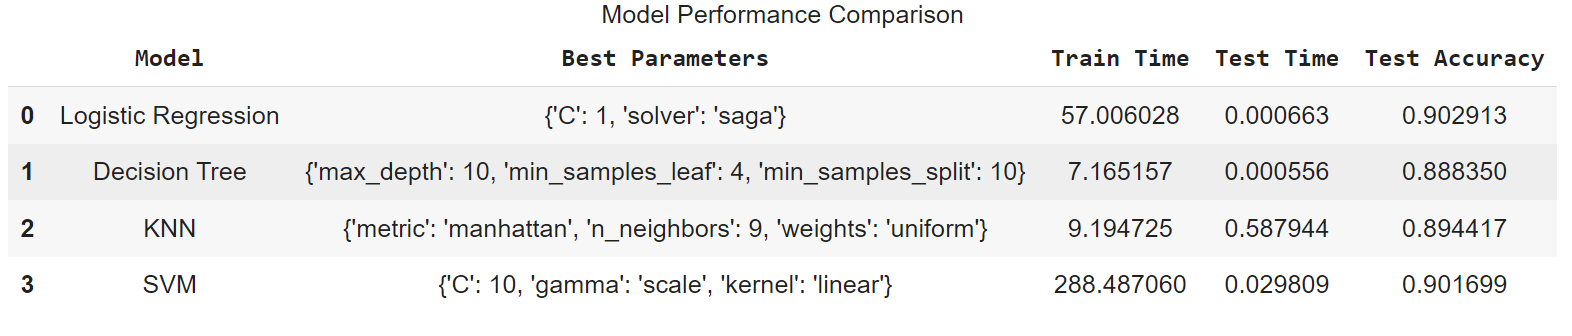 Model Performance Comparison
Model Best Parameters Train Time Test Time Test Accuracy
0 Logistic Regression {'C': 1, 'solver': 'saga'} 57.006028 0.000663 0.902913
1 Decision Tree {'max_depth': 10, 'min_samples_leaf': 4, 'min_samples_split': 10} 7.165157 0.000556 0.888350
2 KNN {'metric': 'manhattan', 'n_neighbors': 9, 'weights': 'uniform'} 9.194725 0.587944 0.894417
3 SVM {'C': 10, 'gamma': 'scale', 'kernel': 'linear'} 288.487060 0.029809 0.901699